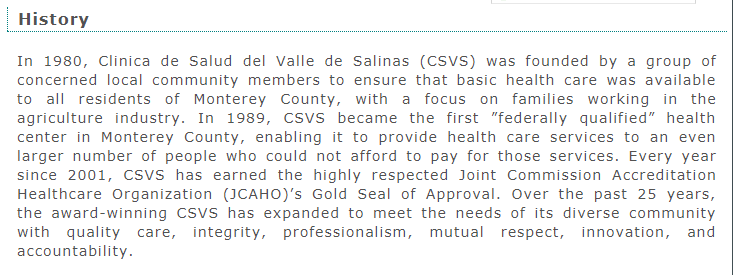 History
In 1980, Clinica de Salud del Valle de Salinas (CSVS) was founded by a group of
concerned local community members to ensure that basic health care was available
to all residents of Monterey County, with a focus on families working in the
agriculture industry. In 1989, CSVS became the first ”federally qualified” health
center in Monterey County, enabling it to provide health care services to an even
larger number of people who could not afford to pay for those services. Every year
since 2001, CSVS has earned the highly respected Joint Commission Accreditation
Healthcare Organization (JCAHO)’s Gold Seal of Approval. Over the past 25 years,
the award-winning CSVS has expanded to meet the needs of its diverse community
with quality care, integrity, professionalism, mutual respect, innovation, and
accountability.